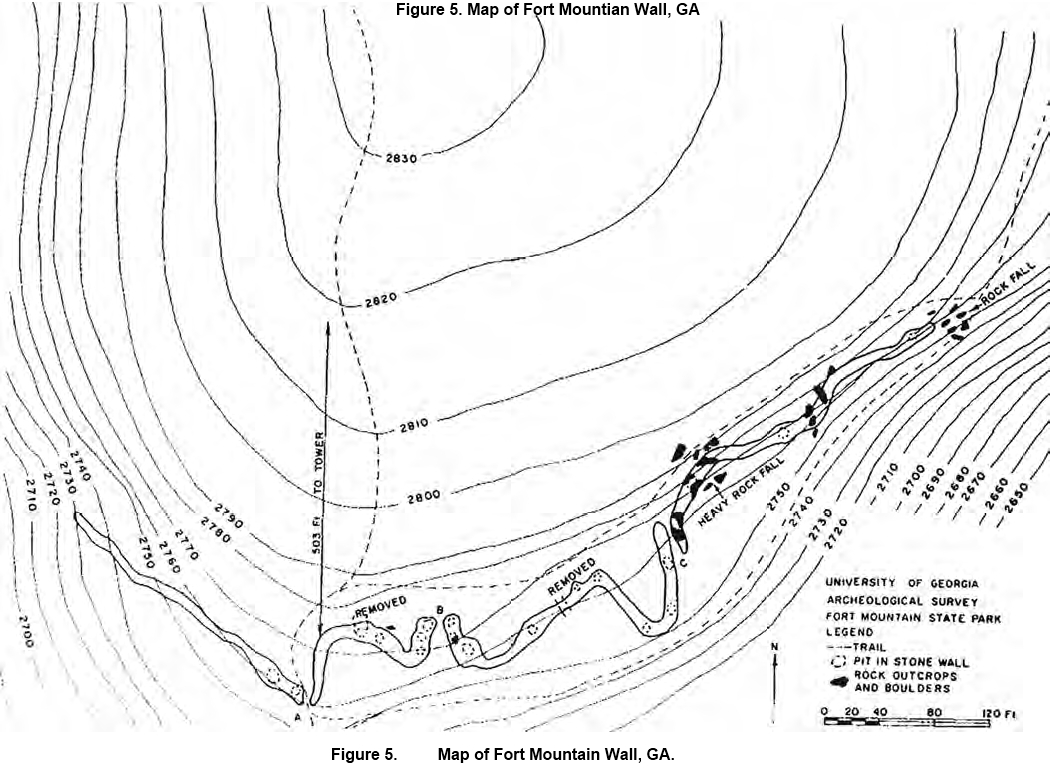 Figure 5. Map of Fort Mountian Wall, GA
2830
2820
ROCK FALL
503 Ft TO TOWER
2810
2800
2790
2780
2770
2760
2750
2740
2730
2720
2710
2700
HEAVY ROCK FALL
2750
2740
2730
2720
2710
2700
2690
2680
2670
2660
2650
REMOVED
REMOVED
A
B
C
UNIVERSITY OF GEORGIA
ARCHEOLOGICAL SURVEY
FORT MOUNTAIN STATE PARK
LEGEND
TRAIL
PIT IN STONE WALL
ROCK OUTCROPS
AND BOULDERS
N
0 20 40 80 120 Ft
Figure 5. Map of Fort Mountain Wall, GA.